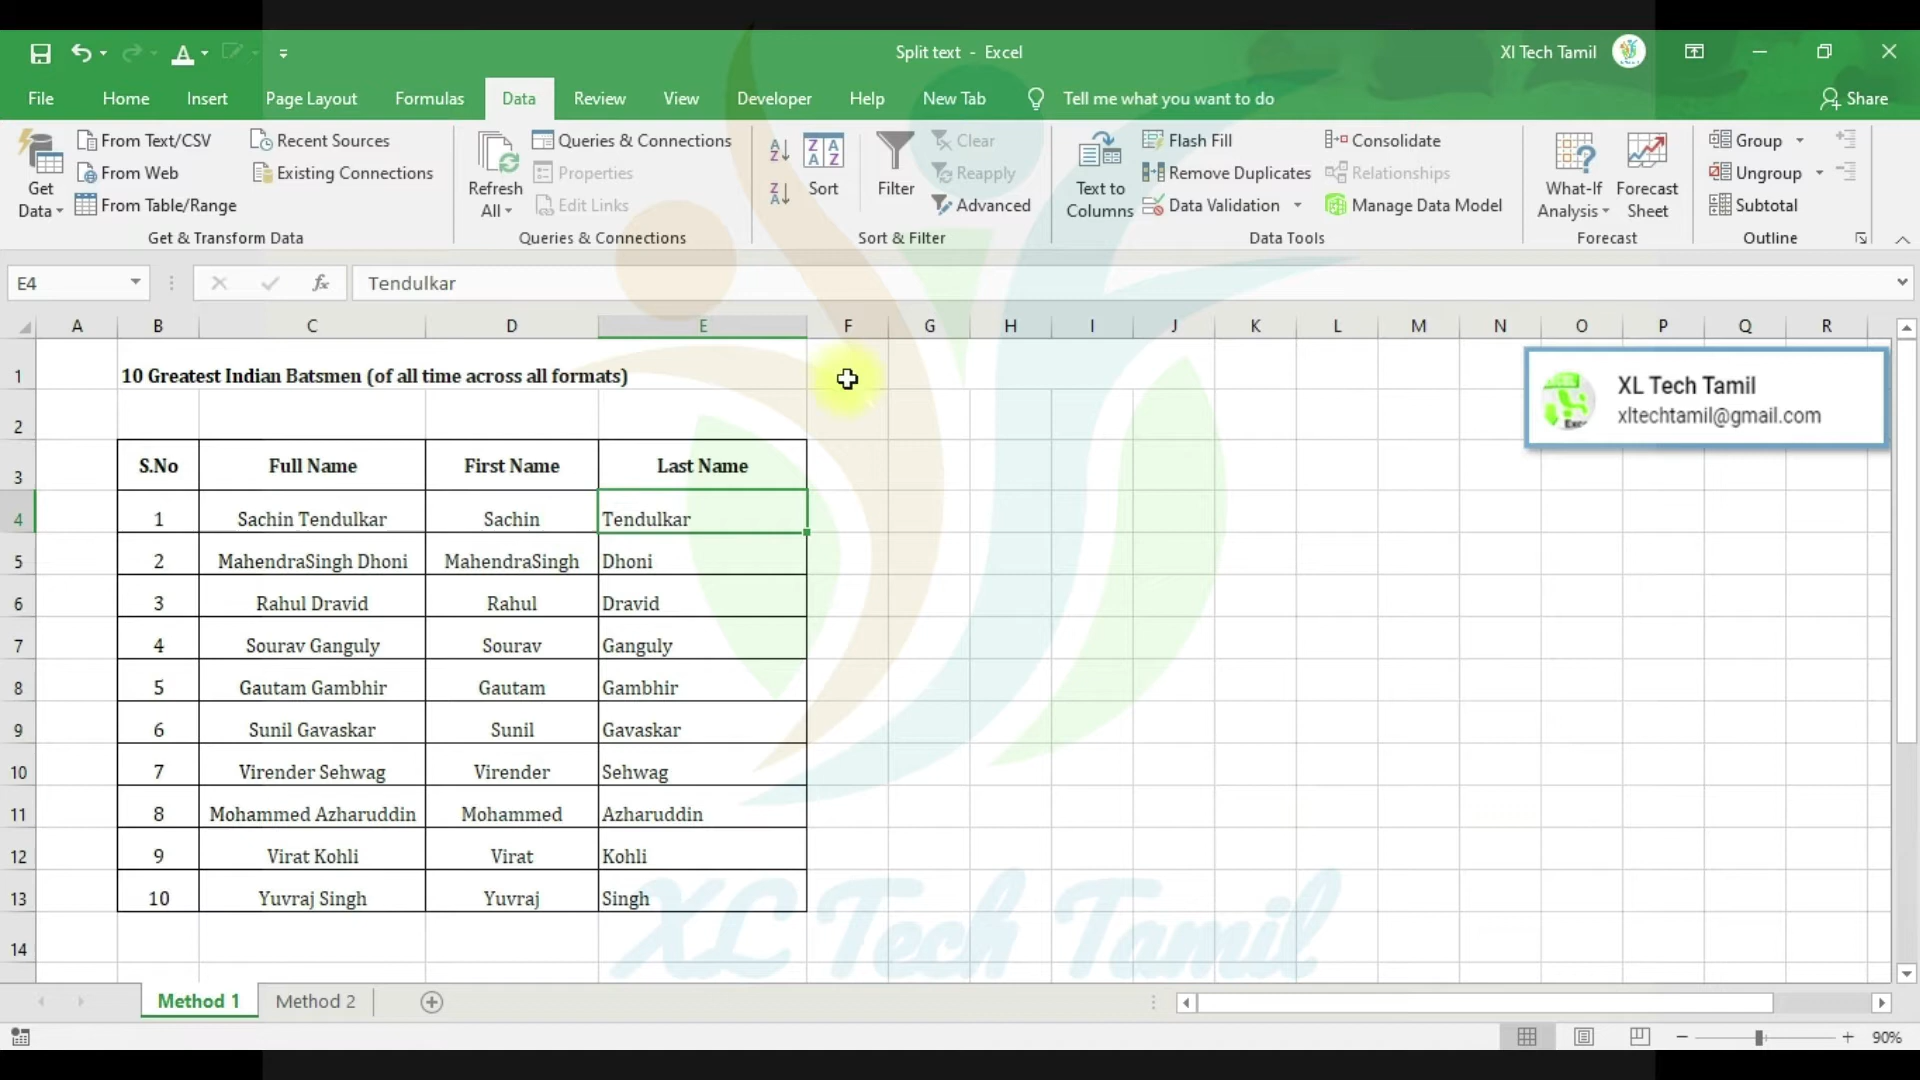 Split text - Excel
Xl Tech Tamil
File Home Insert Page Layout Formulas Data Review View Developer Help New Tab Tell me what you want to do Share
Get Data
From Text/CSV
From Web
From Table/Range
Recent Sources
Existing Connections
Get & Transform Data
Refresh All
Queries & Connections
Properties
Edit Links
Queries & Connections
Sort
Filter
Clear
Reapply
Advanced
Sort & Filter
Text to Columns
Flash Fill
Remove Duplicates
Data Validation
Consolidate
Relationships
Manage Data Model
Data Tools
What-If Analysis
Forecast Sheet
Forecast
Group
Ungroup
Subtotal
Outline
E4 fx Tendulkar
A B C D E F G H I J K L M N O P Q R
1 10 Greatest Indian Batsmen (of all time across all formats)
XL Tech Tamil
xltechtamil@gmail.com
2
3 S.No Full Name First Name Last Name
4 1 Sachin Tendulkar Sachin Tendulkar
5 2 MahendraSingh Dhoni MahendraSingh Dhoni
6 3 Rahul Dravid Rahul Dravid
7 4 Sourav Ganguly Sourav Ganguly
8 5 Gautam Gambhir Gautam Gambhir
9 6 Sunil Gavaskar Sunil Gavaskar
10 7 Virender Sehwag Virender Sehwag
11 8 Mohammed Azharuddin Mohammed Azharuddin
12 9 Virat Kohli Virat Kohli
13 10 Yuvraj Singh Yuvraj Singh
14
XL Tech Tamil
Method 1 Method 2
90%